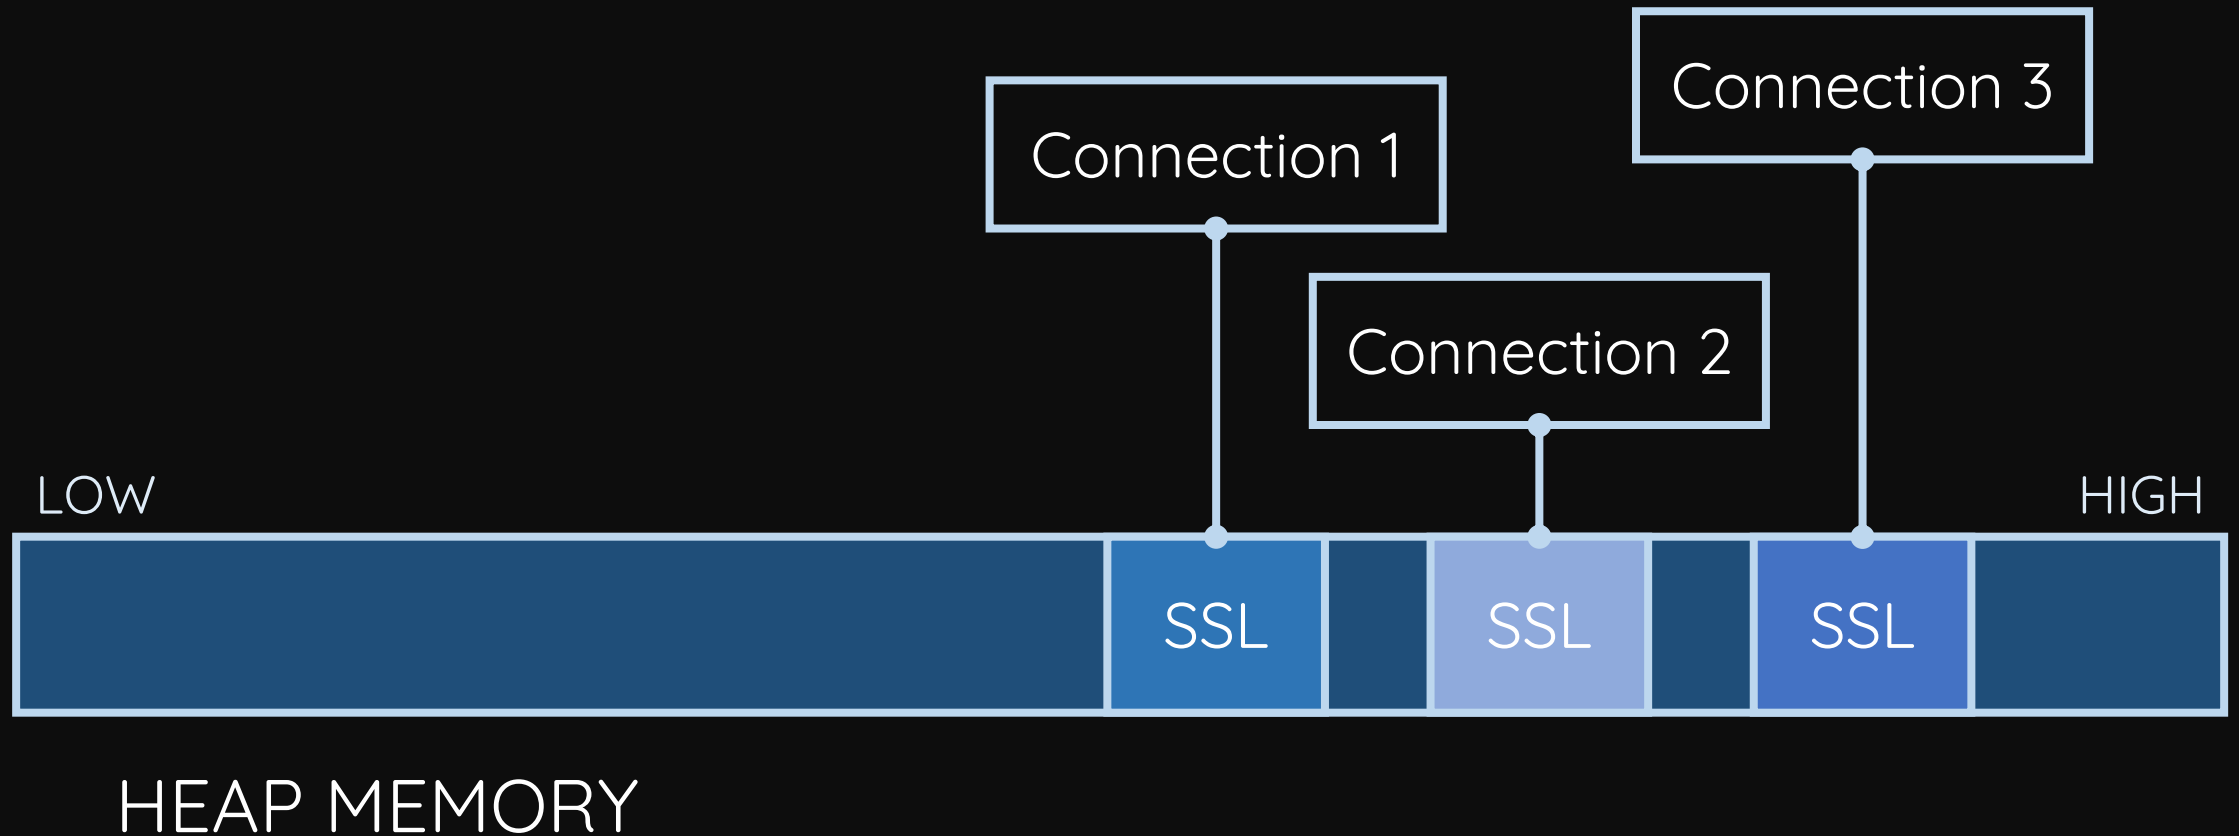 Connection 3
Connection 1
Connection 2
LOW
HIGH
SSL
SSL
SSL
HEAP MEMORY